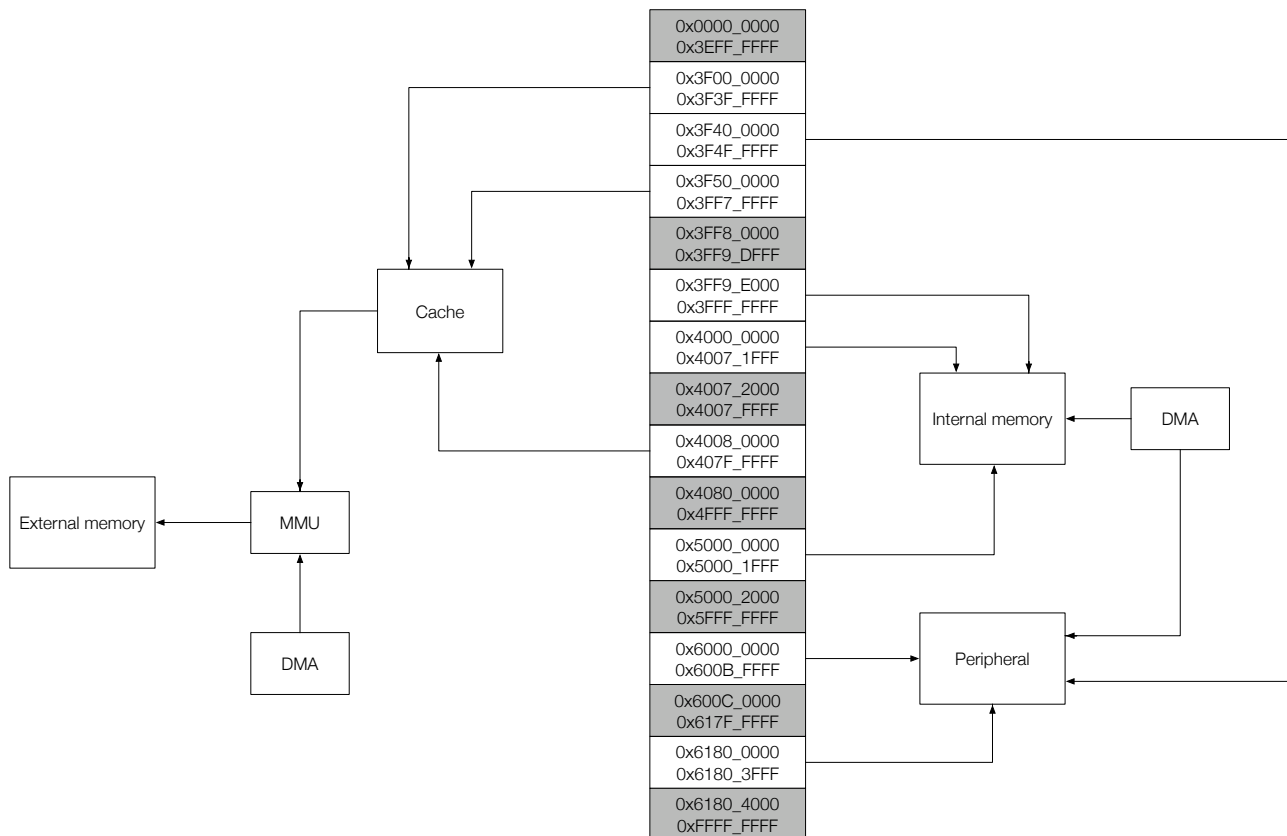 0x0000_0000
0x3EFF_FFFF
0x3F00_0000
0x3F3F_FFFF
0x3F40_0000
0x3F4F_FFFF
0x3F50_0000
0x3FF7_FFFF
0x3FF8_0000
0x3FF9_DFFF
0x3FF9_E000
0x3FFF_FFFF
0x4000_0000
0x4007_1FFF
0x4007_2000
0x4007_FFFF
0x4008_0000
0x407F_FFFF
0x4080_0000
0x4FFF_FFFF
0x5000_0000
0x5000_1FFF
0x5000_2000
0x5FFF_FFFF
0x6000_0000
0x600B_FFFF
0x600C_0000
0x617F_FFFF
0x6180_0000
0x6180_3FFF
0x6180_4000
0xFFFF_FFFF
Cache
External memory
MMU
DMA
Internal memory
DMA
Peripheral